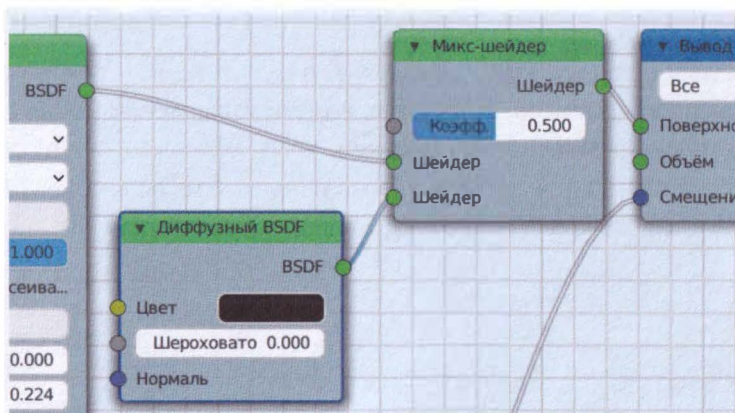 BSDF
1.000
сеива...
0.000
0.224
Диффузный BSDF
BSDF
Цвет
Шероховато 0.000
Нормаль
Микс-шейдер
Шейдер
Коэфф. 0.500
Шейдер
Шейдер
Вывод
Все
Поверхно
Объём
Смещени